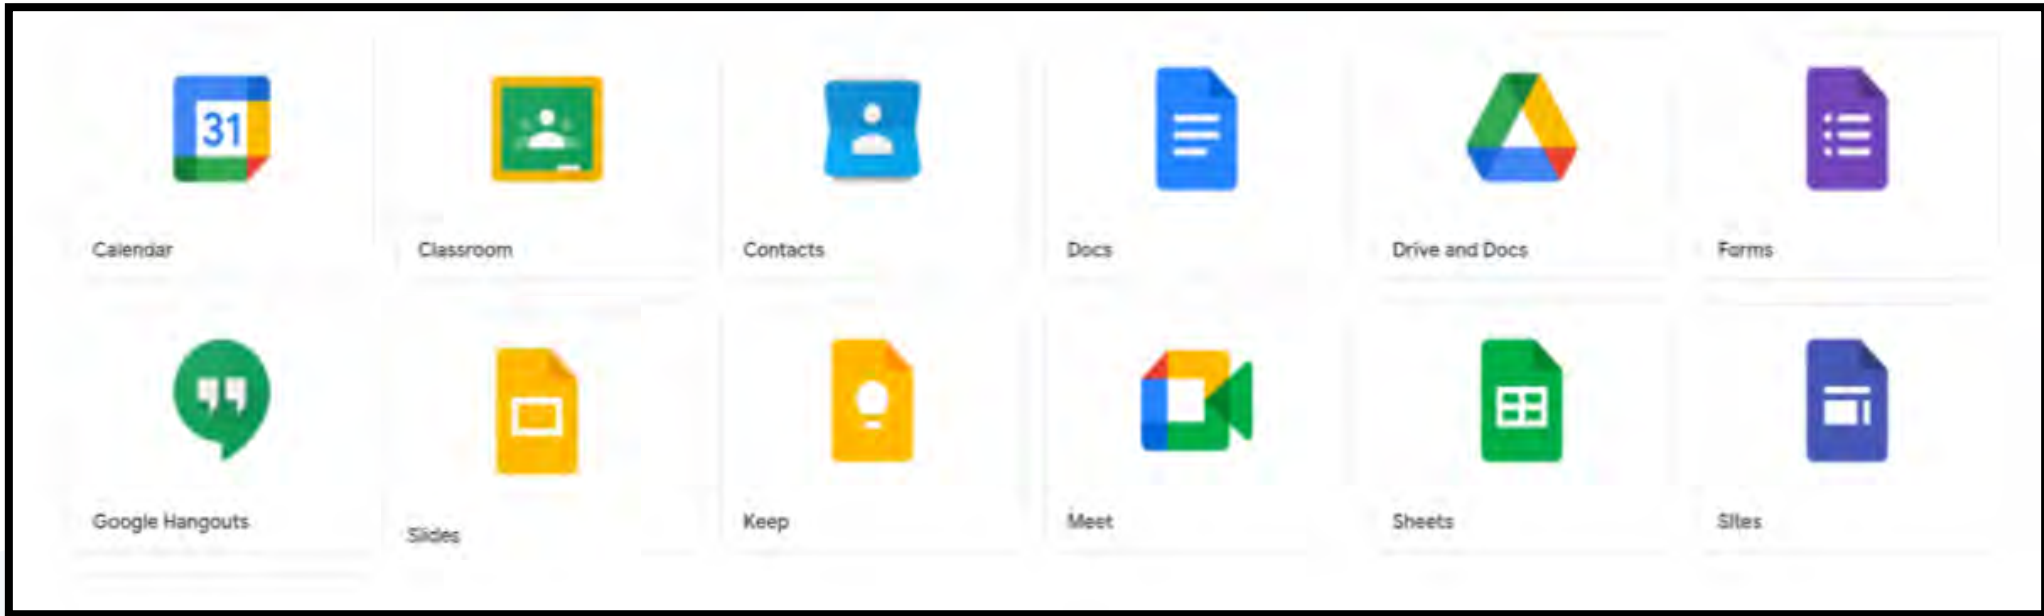 31
Calendar
Classroom
Contacts
Docs
Drive and Docs
Forms
Google Hangouts
Slides
Keep
Meet
Sheets
Sites